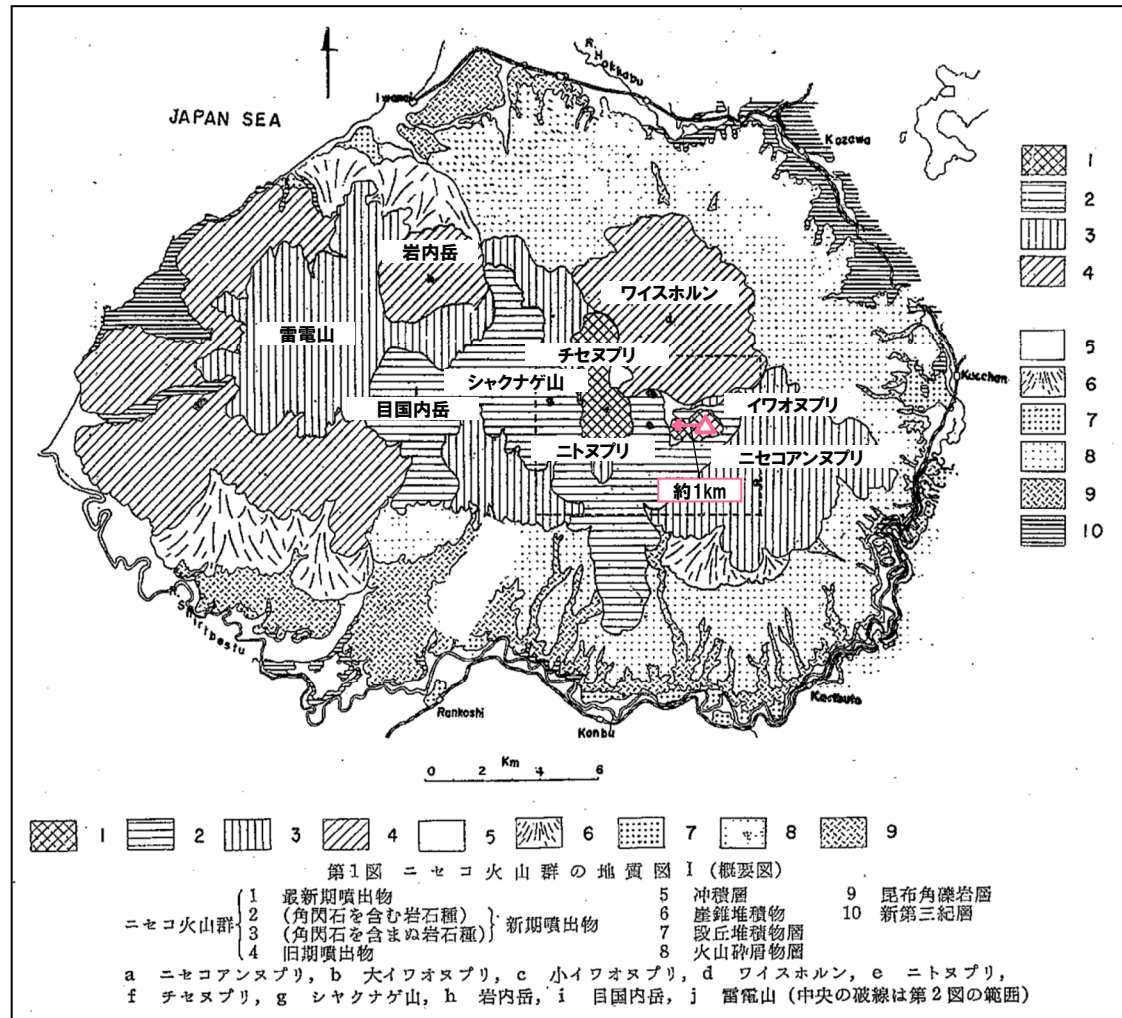 JAPAN SEA
Iwanai
R. Hokkabu
Kozawa
Kucchan
岩内岳
ワイスホルン
雷電山
チセヌプリ
シャクナゲ山
目国内岳
イワオヌプリ
ニトヌプリ
ニセコアンヌプリ
約1km
R. Shiripestu
Rankoshi
Konbu
Km
0 2 4 6
1
2
3
4
5
6
7
8
9
10
1 2 3 4 5 6 7 8 9
第1図 ニセコ火山群の地質図 I (概要図)
ニセコ火山群
1 最新期噴出物
2 (角閃石を含む岩石種)
3 (角閃石を含まぬ岩石種)
新期噴出物
4 旧期噴出物
5 冲積層
6 崖錐堆積物
7 段丘堆積物層
8 火山砕屑物層
9 昆布角礫岩層
10 新第三紀層
a ニセコアンヌプリ, b 大イワオヌプリ, c 小イワオヌプリ, d ワイスホルン, e ニトヌプリ,
f チセヌプリ, g シャクナゲ山, h 岩内岳, i 目国内岳, j 雷電山 (中央の破線は第2図の範囲)